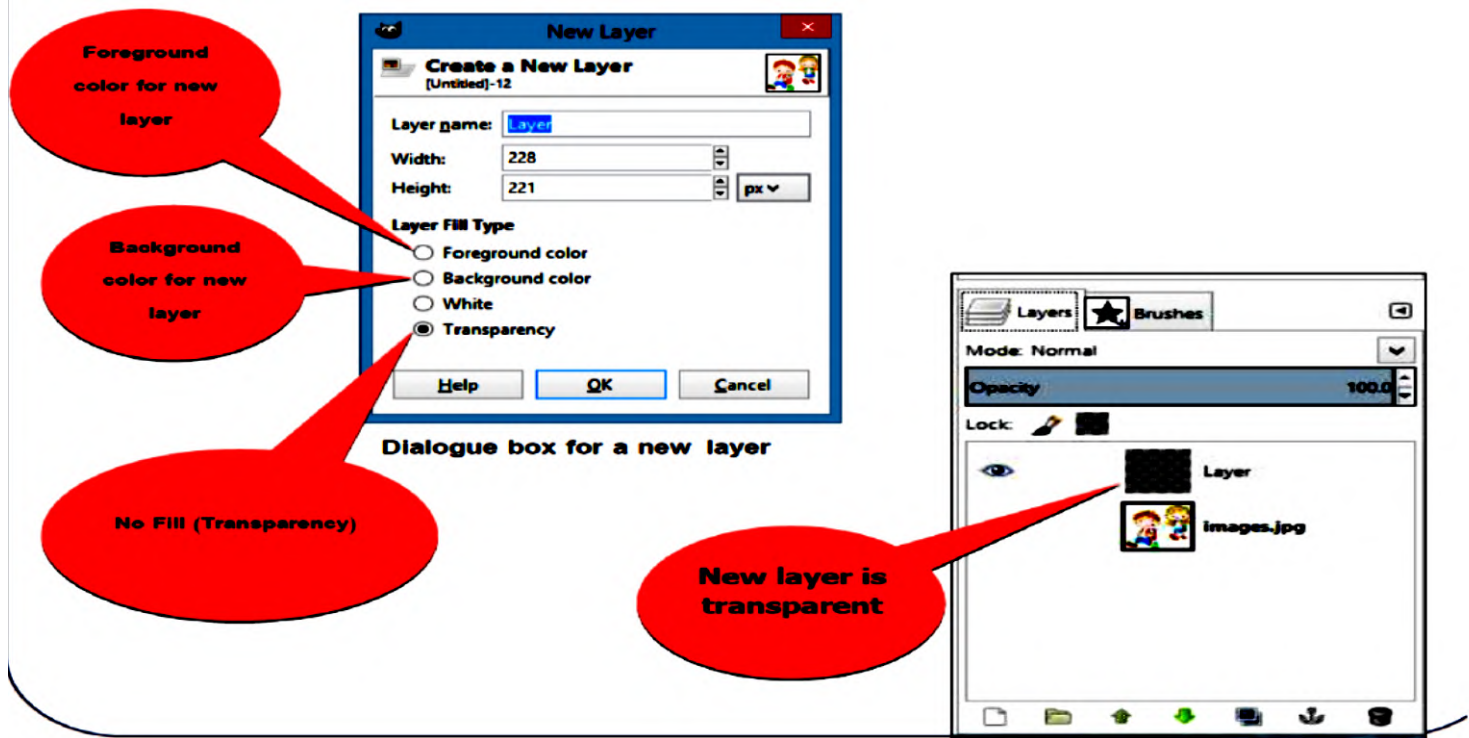 Foreground
color for new
layer
New Layer
Create a New Layer
[Untitled]-12
Layer name: Layer
Width: 228
Height: 221 px
Layer Fill Type
Foreground color
Background color
White
Transparency
Help OK Cancel
Background
color for new
layer
No Fill (Transparency)
Dialogue box for a new layer
Layers Brushes
Mode: Normal
Opacity 100.0
Lock:
Layer
images.jpg
New layer is
transparent